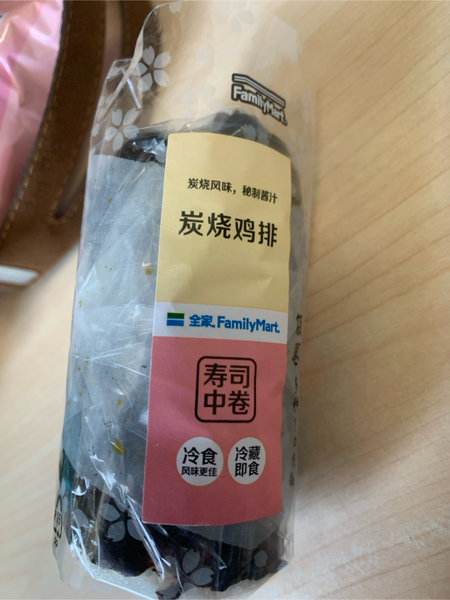 FamilyMart.
炭烧风味，秘制酱汁
炭烧鸡排
全家 FamilyMart.
寿司
中卷
冷食
风味更佳
冷藏
即食